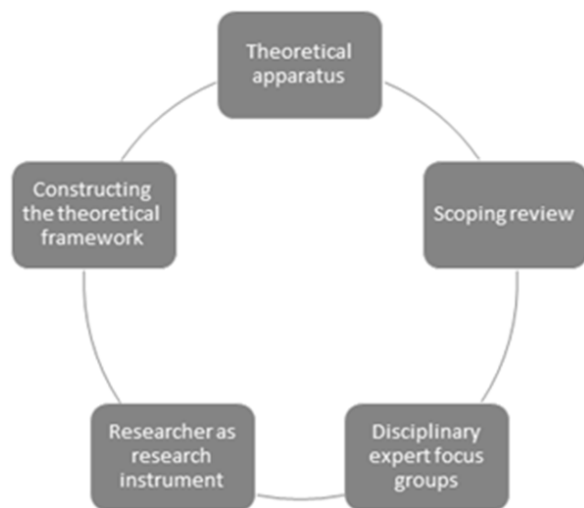 Theoretical
apparatus
Scoping review
Disciplinary
expert focus
groups
Researcher as
research
instrument
Constructing
the theoretical
framework